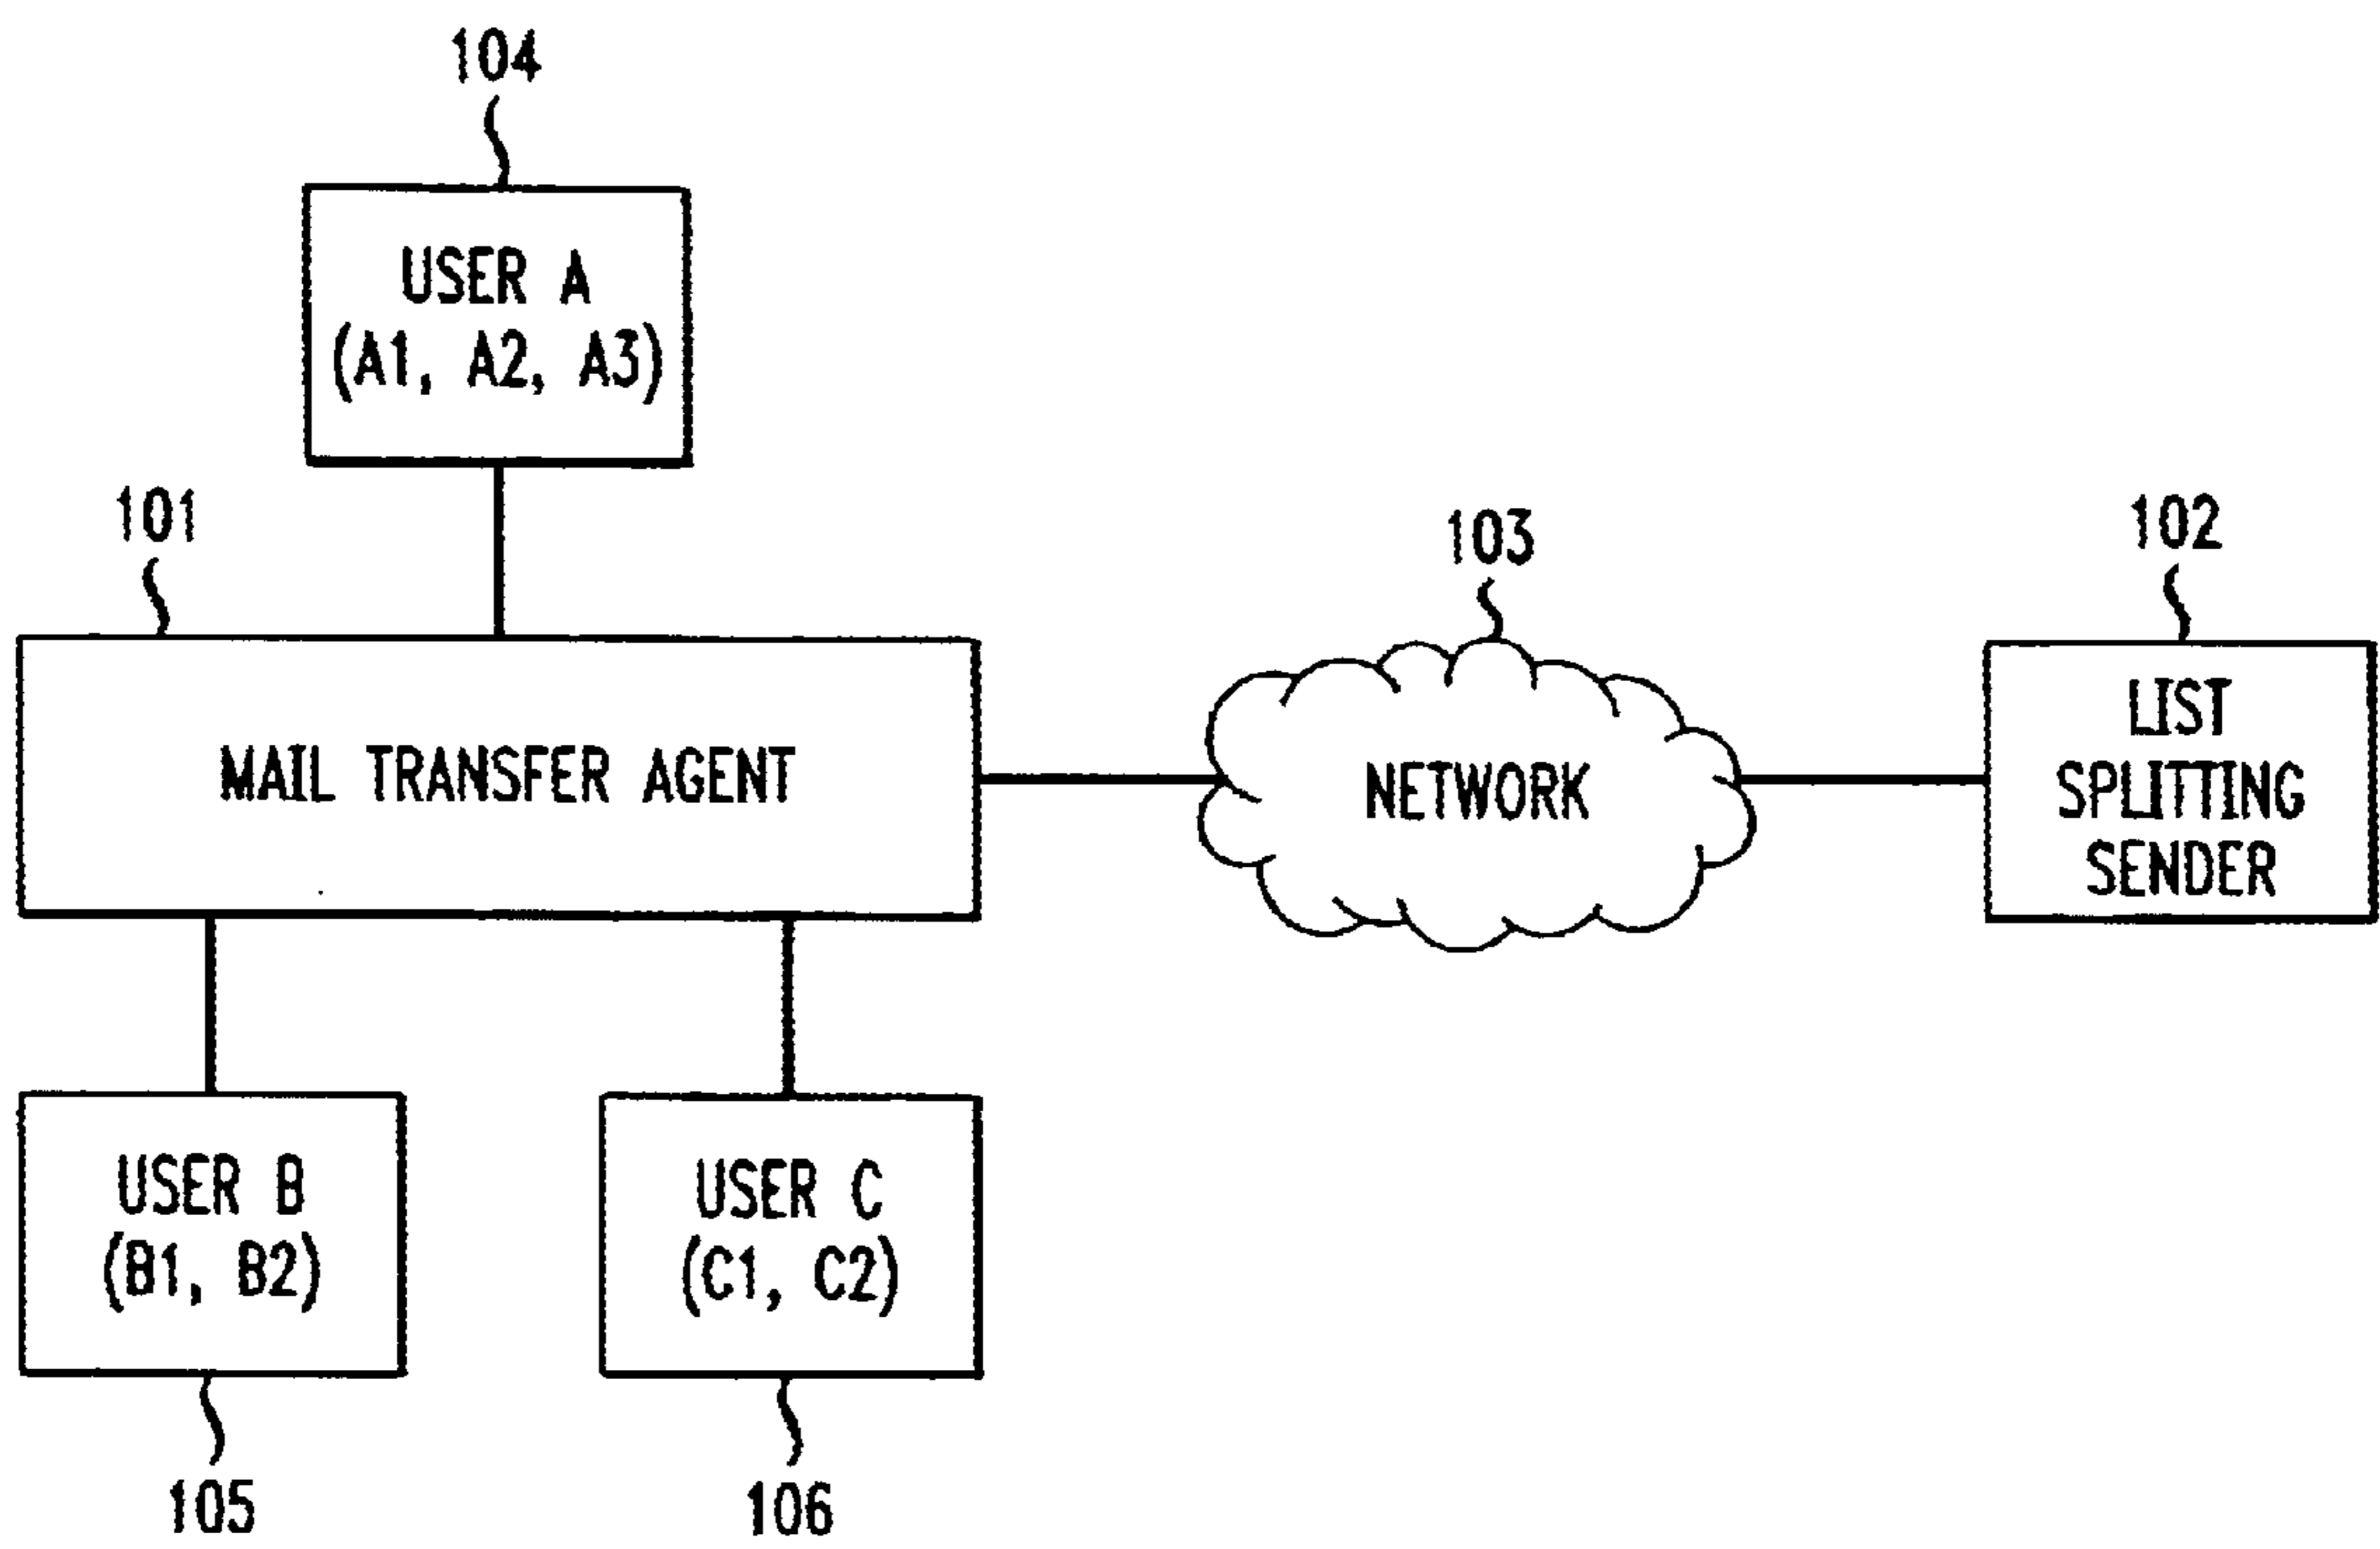 104
USER A
(A1, A2, A3)
101
103
102
MAIL TRANSFER AGENT
NETWORK
LIST
SPLITTING
SENDER
USER B
(B1, B2)
USER C
(C1, C2)
105
106